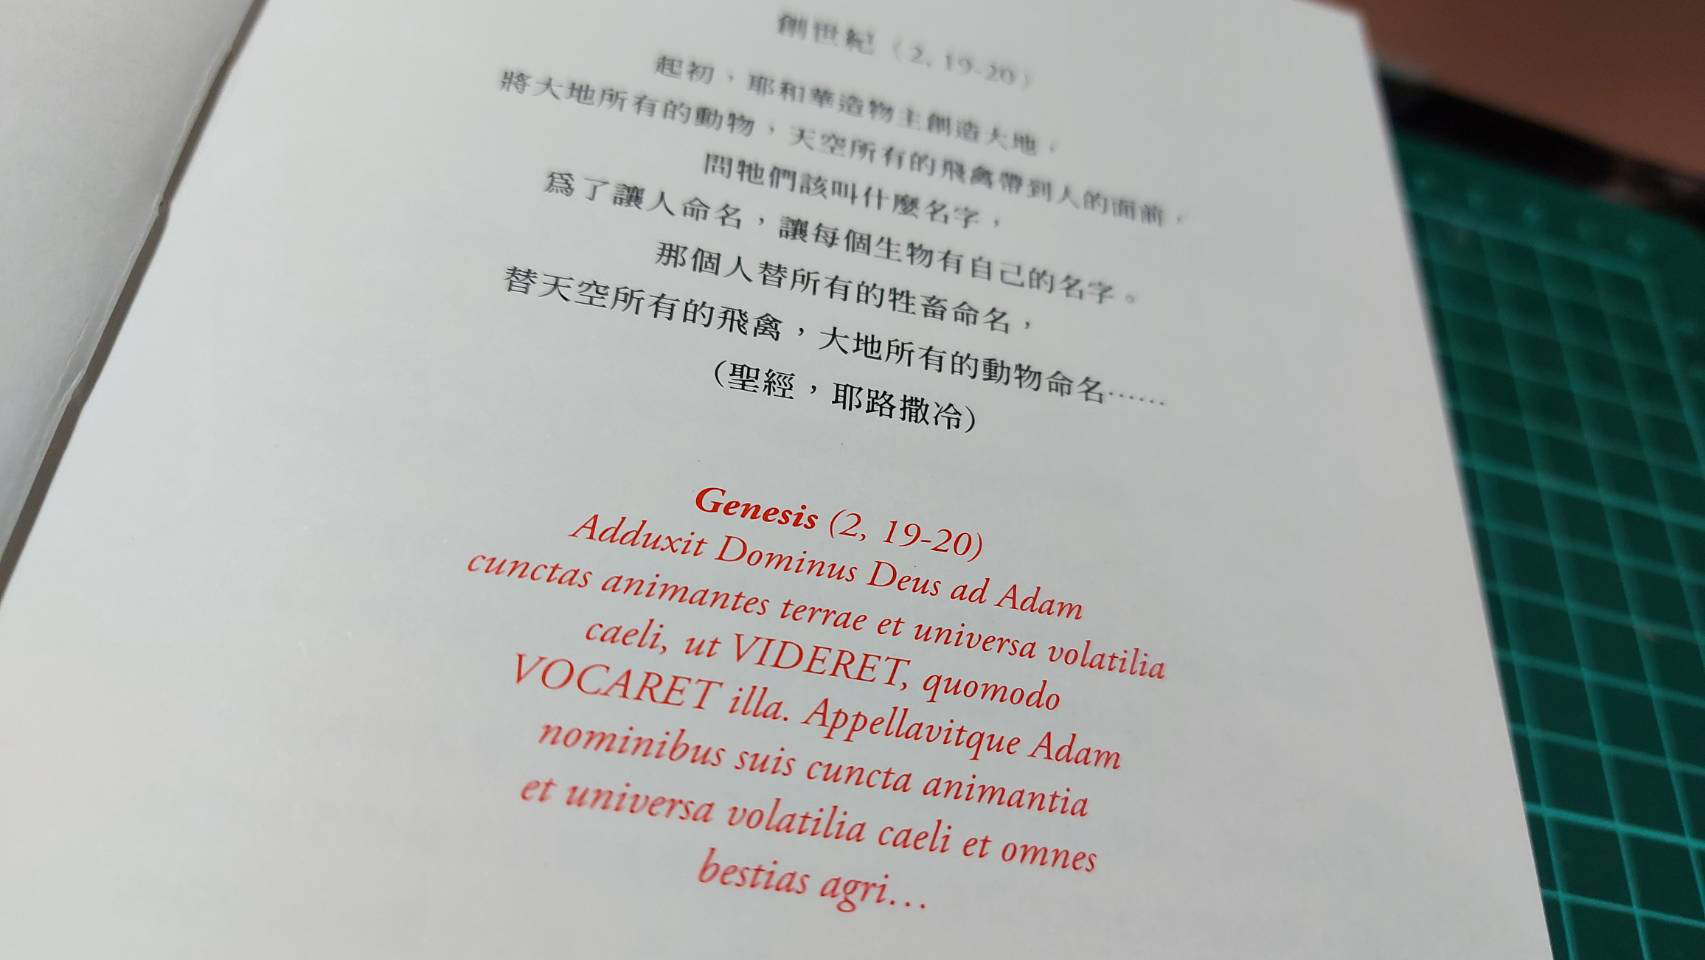 創世紀（2, 19-20）
起初，耶和華造物主創造大地，
將大地所有的動物，天空所有的飛禽帶到人的面前，
問牠們該叫什麼名字，
爲了讓人命名，讓每個生物有自己的名字。
那個人替所有的牲畜命名，
替天空所有的飛禽，大地所有的動物命名……
（聖經，耶路撒冷）
Genesis (2, 19-20)
Adduxit Dominus Deus ad Adam
cunctas animantes terrae et universa volatilia
caeli, ut VIDERET, quomodo
VOCARET illa. Appellavitque Adam
nominibus suis cuncta animantia
et universa volatilia caeli et omnes
bestias agri…